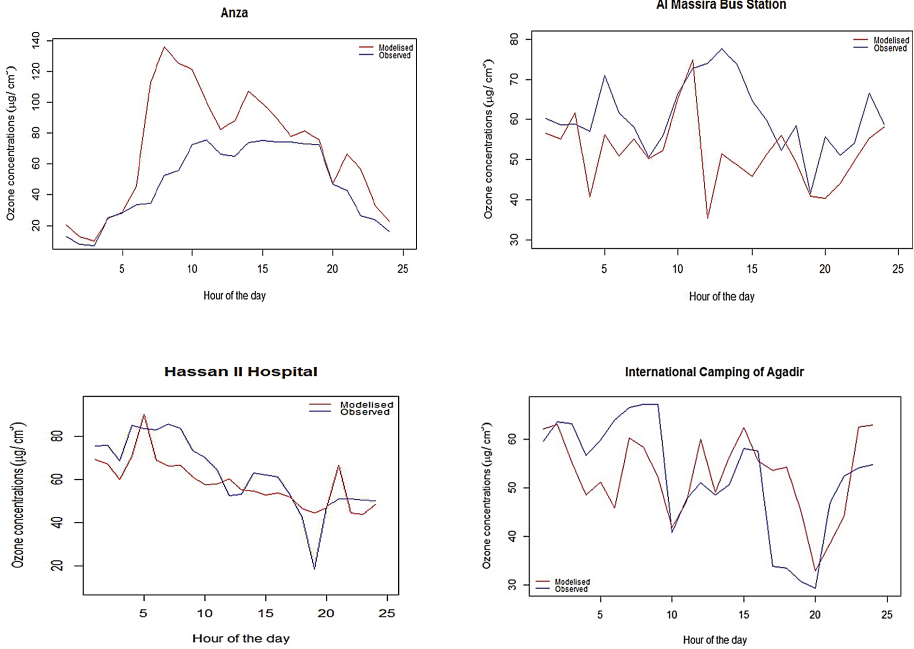 Anza
Ozone concentrations (µg/ cm³)
20
40
60
80
100
120
140
Modelised
Observed
5
10
15
20
25
Hour of the day
Al Massira Bus Station
Ozone concentrations (µg/ cm³)
30
40
50
60
70
80
Modelised
Observed
5
10
15
20
25
Hour of the day
Hassan II Hospital
Ozone concentrations (µg/ cm³)
20
40
60
80
Modelised
Observed
5
10
15
20
25
Hour of the day
International Camping of Agadir
Ozone concentrations (µg/ cm³)
30
40
50
60
Modelised
Observed
5
10
15
20
25
Hour of the day